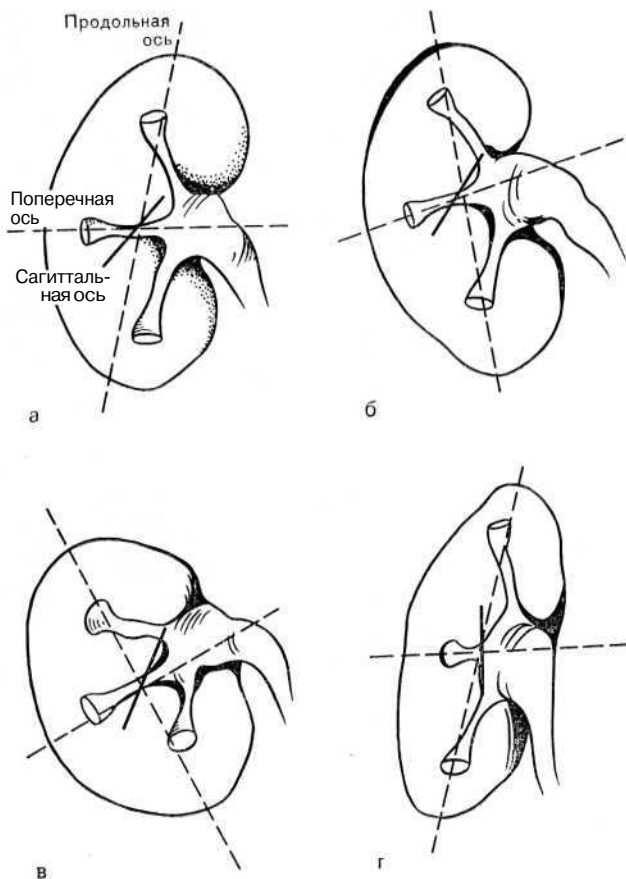 Продольная
ось
Поперечная
ось
Сагитталь-
ная ось
а
б
в
г